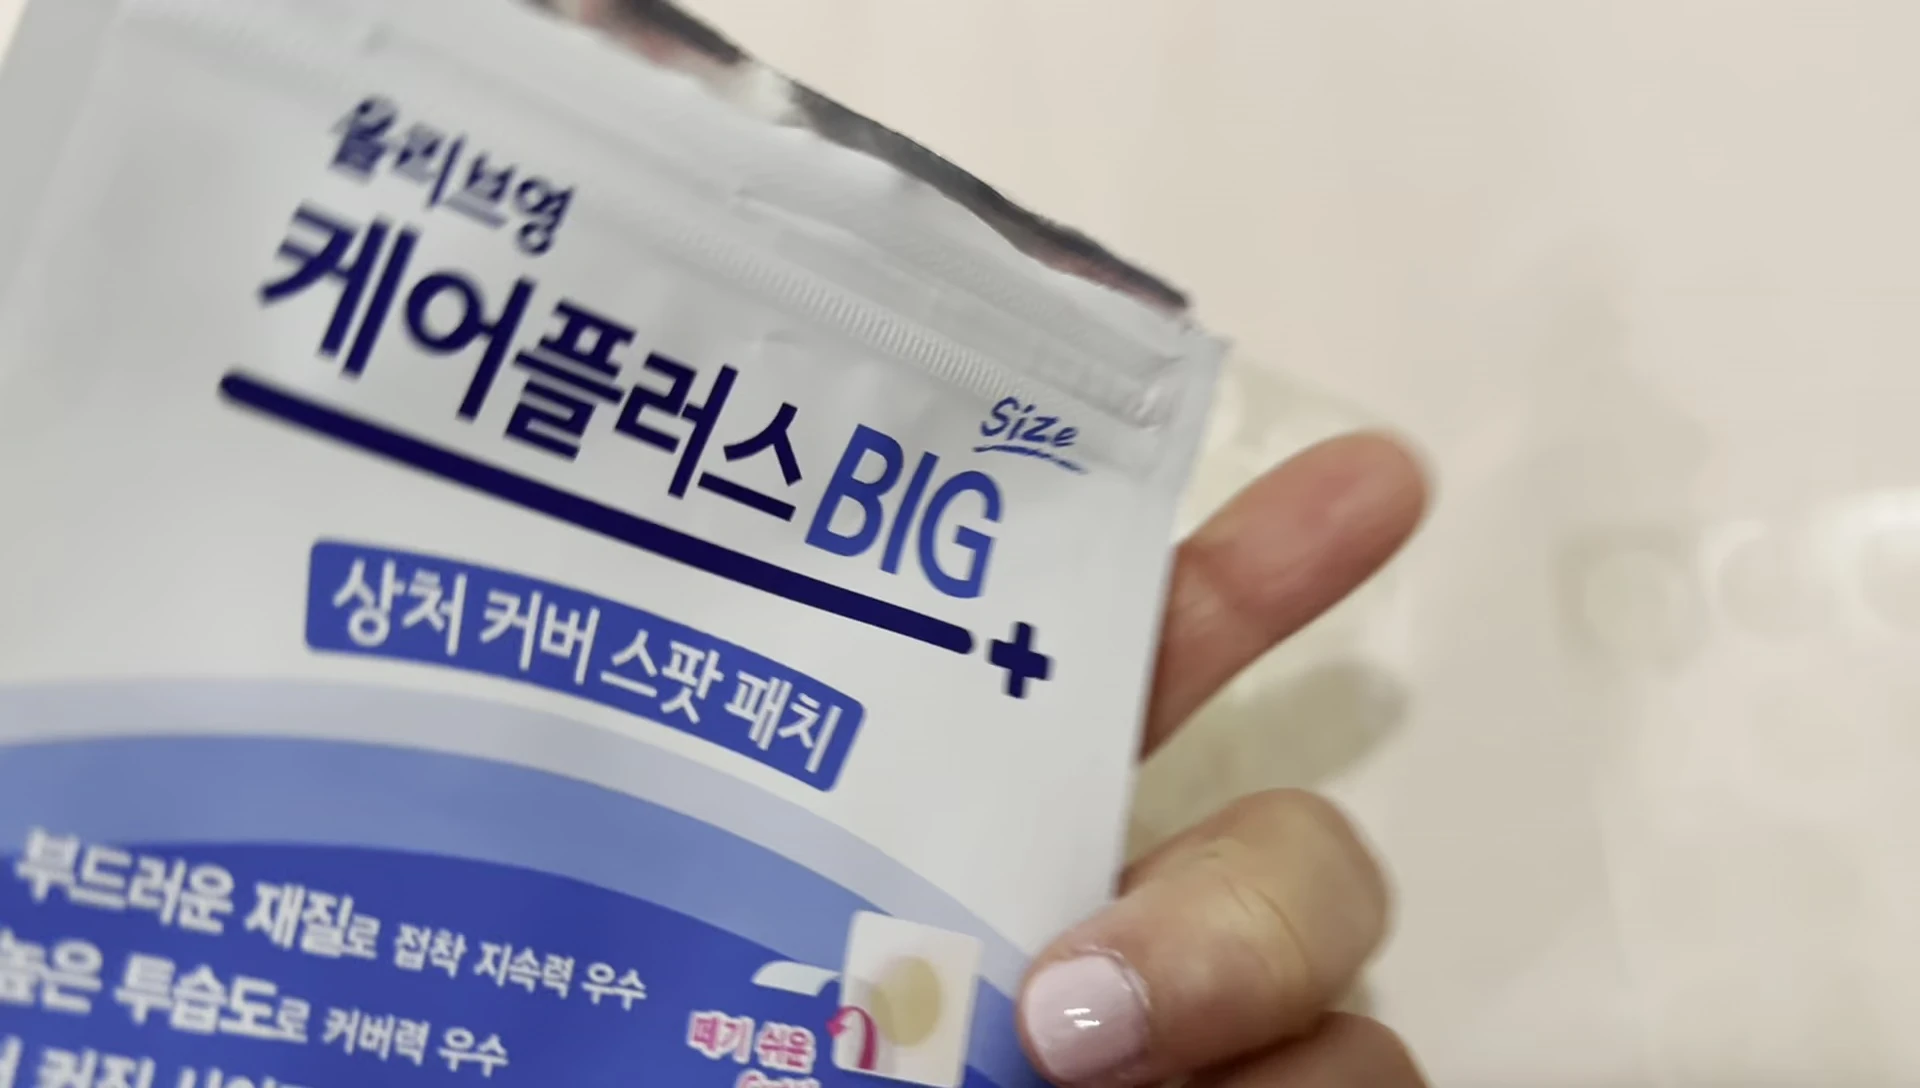 올리브영
케어플러스 BIG Size
상처 커버 스팟 패치
부드러운 재질로 접착 지속력 우수
높은 투습도로 커버력 우수
떼기 쉬운